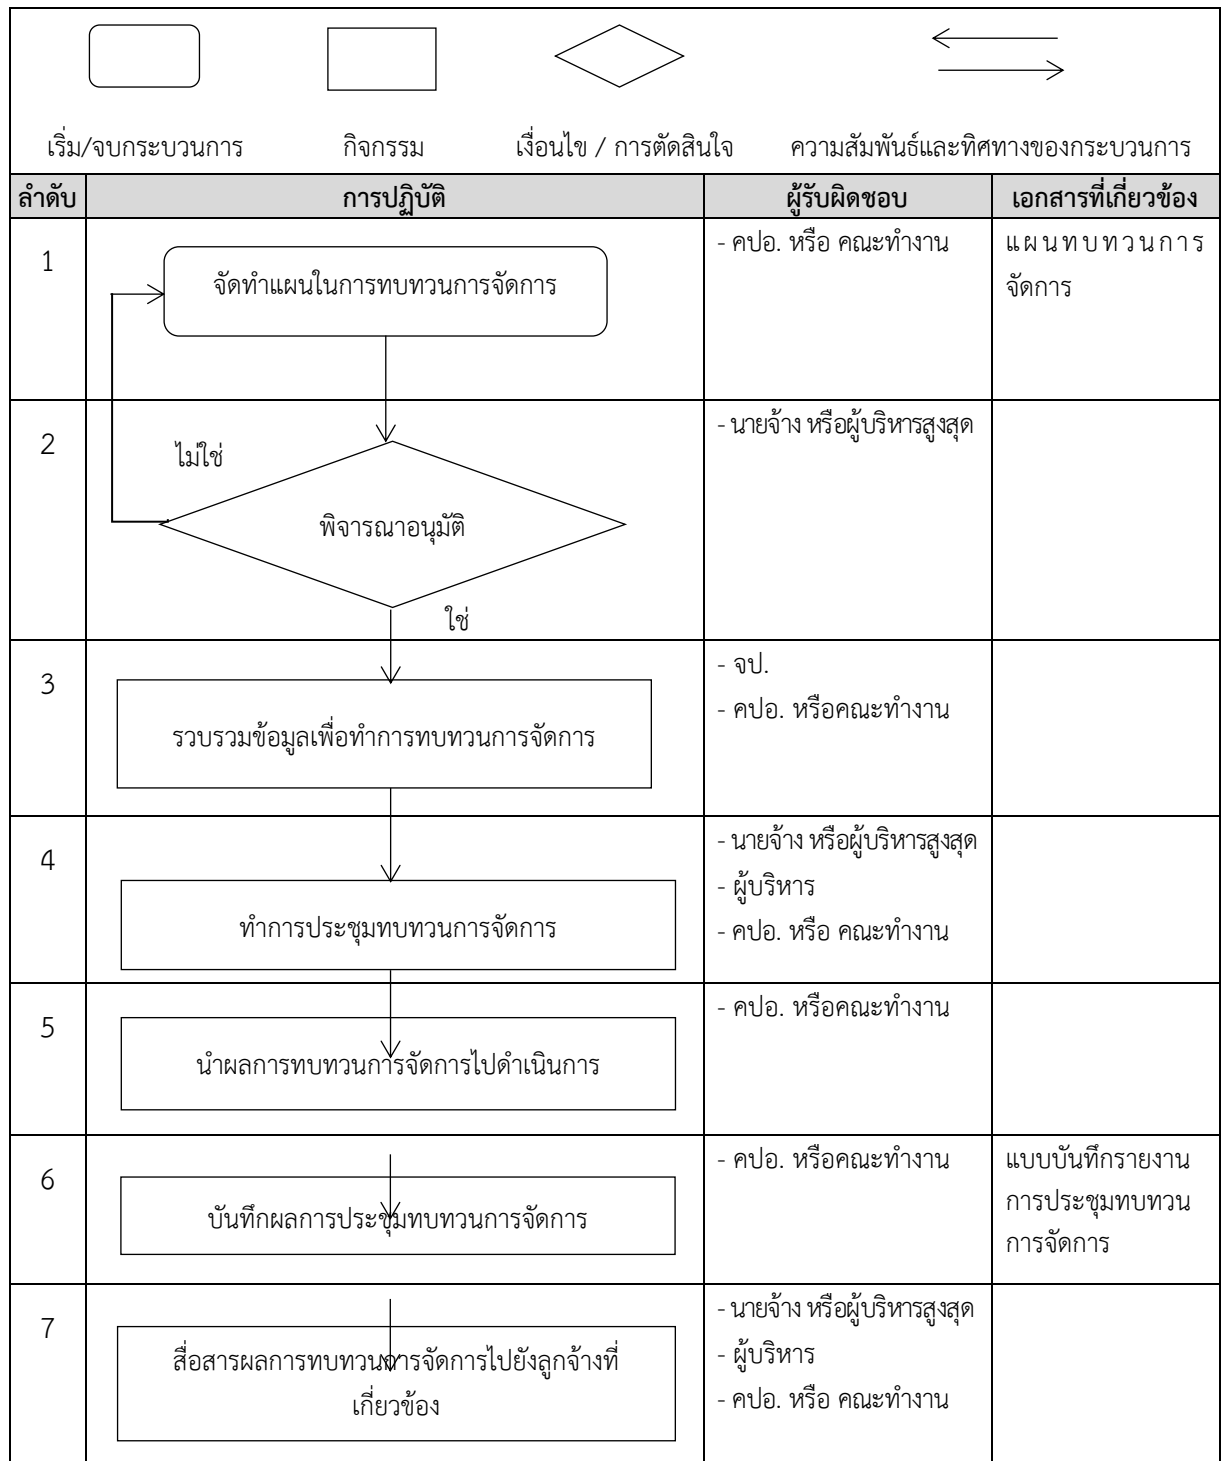 เริ่ม/จบกระบวนการ กิจกรรม เงื่อนไข / การตัดสินใจ ความสัมพันธ์และทิศทางของกระบวนการ
ลำดับ การปฏิบัติ ผู้รับผิดชอบ เอกสารที่เกี่ยวข้อง
1
จัดทำแผนในการทบทวนการจัดการ
- คปอ. หรือ คณะทำงาน
แผนทบทวนการ
จัดการ
2
ไม่ใช่
พิจารณาอนุมัติ
ใช่
- นายจ้าง หรือผู้บริหารสูงสุด
3
รวบรวมข้อมูลเพื่อทำการทบทวนการจัดการ
- จป.
- คปอ. หรือคณะทำงาน
4
ทำการประชุมทบทวนการจัดการ
- นายจ้าง หรือผู้บริหารสูงสุด
- ผู้บริหาร
- คปอ. หรือ คณะทำงาน
5
นำผลการทบทวนการจัดการไปดำเนินการ
- คปอ. หรือคณะทำงาน
6
บันทึกผลการประชุมทบทวนการจัดการ
- คปอ. หรือคณะทำงาน
แบบบันทึกรายงาน
การประชุมทบทวน
การจัดการ
7
สื่อสารผลการทบทวนการจัดการไปยังลูกจ้างที่
เกี่ยวข้อง
- นายจ้าง หรือผู้บริหารสูงสุด
- ผู้บริหาร
- คปอ. หรือ คณะทำงาน